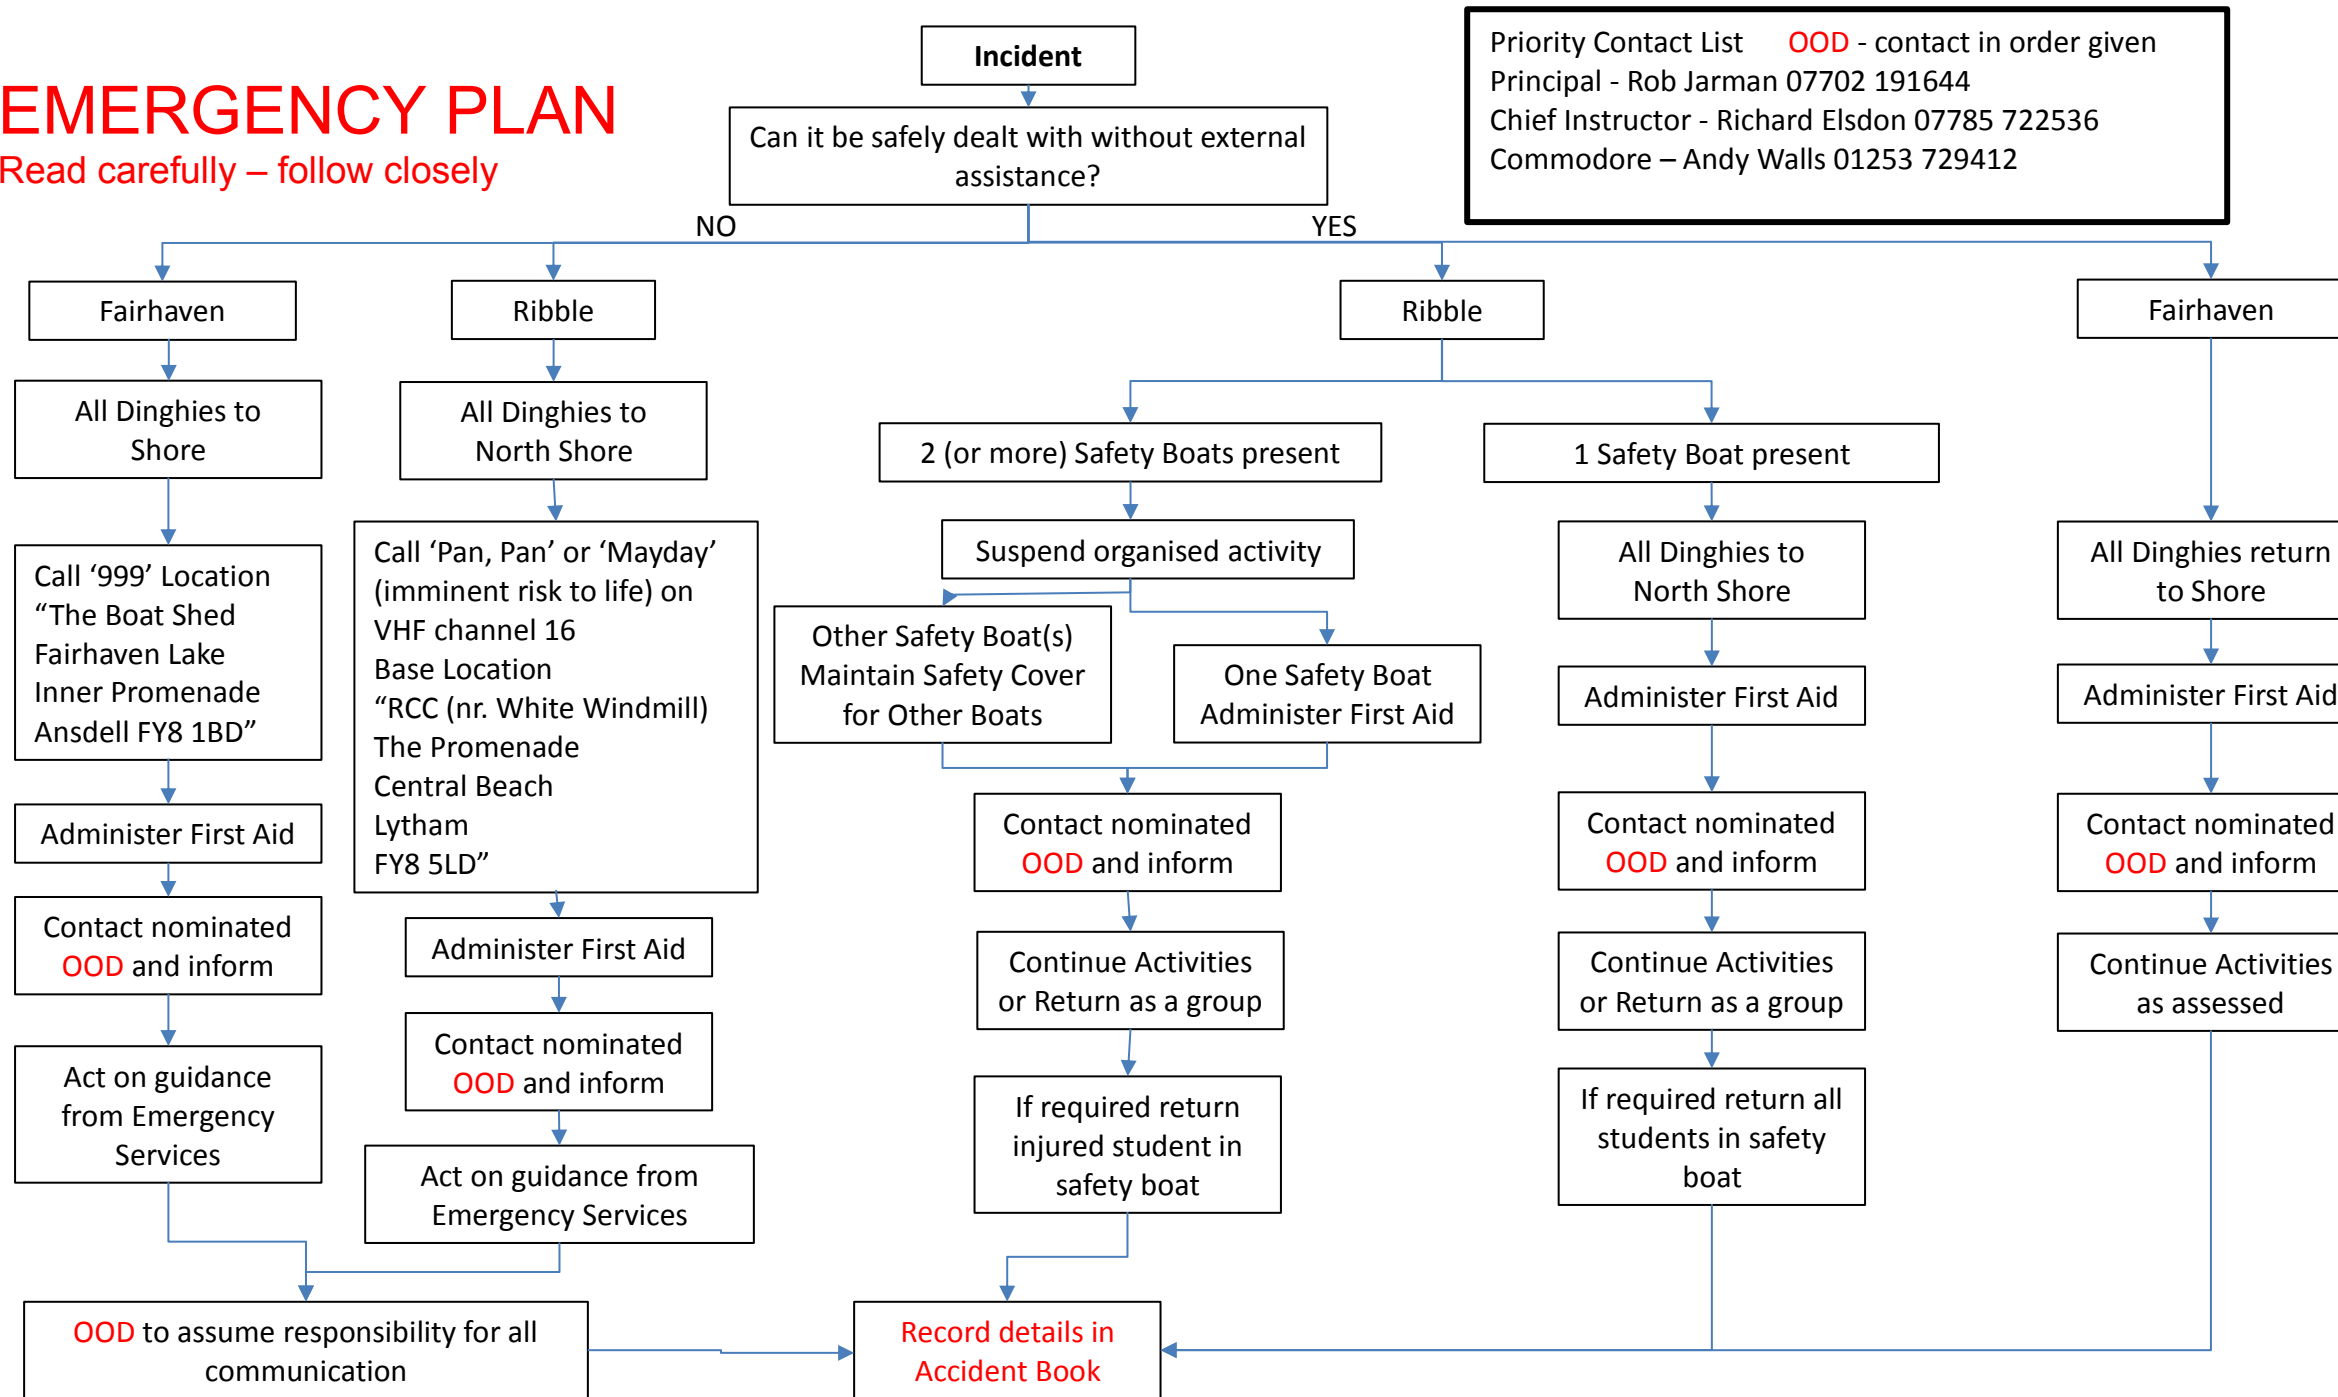 EMERGENCY PLAN
Read carefully – follow closely
Incident
Can it be safely dealt with without external
assistance?
Priority Contact List OOD - contact in order given
Principal - Rob Jarman 07702 191644
Chief Instructor - Richard Elsdon 07785 722536
Commodore – Andy Walls 01253 729412
NO
YES
Fairhaven
All Dinghies to
Shore
Call ‘999’ Location
“The Boat Shed
Fairhaven Lake
Inner Promenade
Ansdell FY8 1BD”
Administer First Aid
Contact nominated
OOD and inform
Act on guidance
from Emergency
Services
Ribble
All Dinghies to
North Shore
Call ‘Pan, Pan’ or ‘Mayday’
(imminent risk to life) on
VHF channel 16
Base Location
“RCC (nr. White Windmill)
The Promenade
Central Beach
Lytham
FY8 5LD”
Administer First Aid
Contact nominated
OOD and inform
Act on guidance from
Emergency Services
OOD to assume responsibility for all
communication
Ribble
2 (or more) Safety Boats present
Suspend organised activity
Other Safety Boat(s)
Maintain Safety Cover
for Other Boats
One Safety Boat
Administer First Aid
Contact nominated
OOD and inform
Continue Activities
or Return as a group
If required return
injured student in
safety boat
1 Safety Boat present
All Dinghies to
North Shore
Administer First Aid
Contact nominated
OOD and inform
Continue Activities
or Return as a group
If required return all
students in safety
boat
Fairhaven
All Dinghies return
to Shore
Administer First Aid
Contact nominated
OOD and inform
Continue Activities
as assessed
Record details in
Accident Book